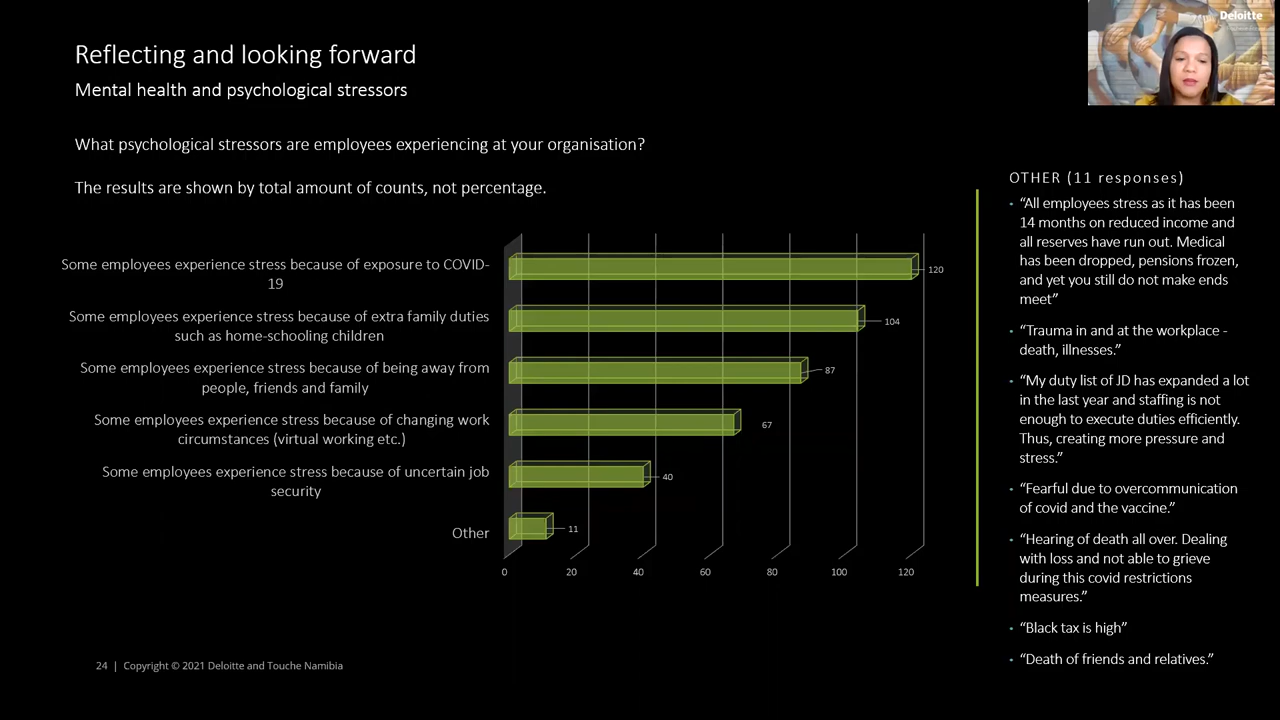 Deloitte
Reflecting and looking forward
Mental health and psychological stressors
What psychological stressors are employees experiencing at your organisation?
The results are shown by total amount of counts, not percentage.
Some employees experience stress because of exposure to COVID-
19
120
Some employees experience stress because of extra family duties
such as home-schooling children
104
Some employees experience stress because of being away from
people, friends and family
87
Some employees experience stress because of changing work
circumstances (virtual working etc.)
67
Some employees experience stress because of uncertain job
security
40
Other
11
0 20 40 60 80 100 120
OTHER (11 responses)
• “All employees stress as it has been
14 months on reduced income and
all reserves have run out. Medical
has been dropped, pensions frozen,
and yet you still do not make ends
meet”
• “Trauma in and at the workplace -
death, illnesses.”
• “My duty list of JD has expanded a lot
in the last year and staffing is not
enough to execute duties efficiently.
Thus, creating more pressure and
stress.”
• “Fearful due to overcommunication
of covid and the vaccine.”
• “Hearing of death all over. Dealing
with loss and not able to grieve
during this covid restrictions
measures.”
• “Black tax is high”
• “Death of friends and relatives.”
24 | Copyright © 2021 Deloitte and Touche Namibia